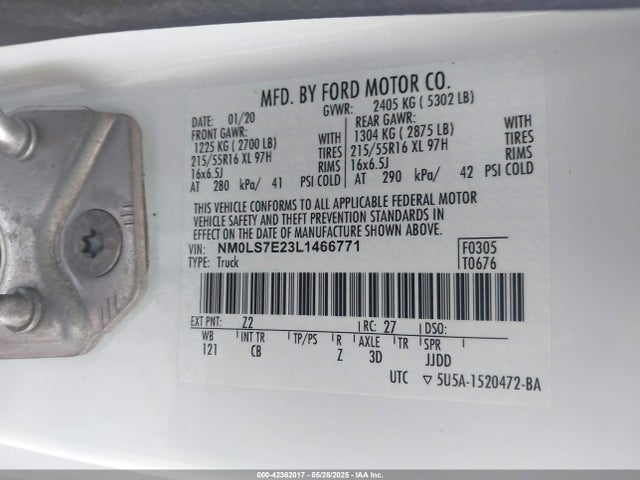 MFD. BY FORD MOTOR CO.
DATE: 01/20 GVWR: 2405 KG ( 5302 LB)
FRONT GAWR: REAR GAWR:
1225 KG ( 2700 LB) WITH 1304 KG ( 2875 LB) WITH
215/55R16 XL 97H TIRES 215/55R16 XL 97H TIRES
16x6.5J RIMS 16x6.5J RIMS
AT 280 kPa/ 41 PSI COLD AT 290 kPa/ 42 PSI COLD
THIS VEHICLE CONFORMS TO ALL APPLICABLE FEDERAL MOTOR
VEHICLE SAFETY AND THEFT PREVENTION STANDARDS IN
EFFECT ON THE DATE OF MANUFACTURE SHOWN ABOVE.
VIN: NM0LS7E23L1466771 F0305
TYPE: Truck T0676
EXT PNT: Z2 RC: 27 DSO:
WB INT TR TP/PS R AXLE TR SPR
121 CB Z 3D JJDD
UTC ▽ 5U5A-1520472-BA
000-42362017 - 05/28/2025 - IAA Inc.